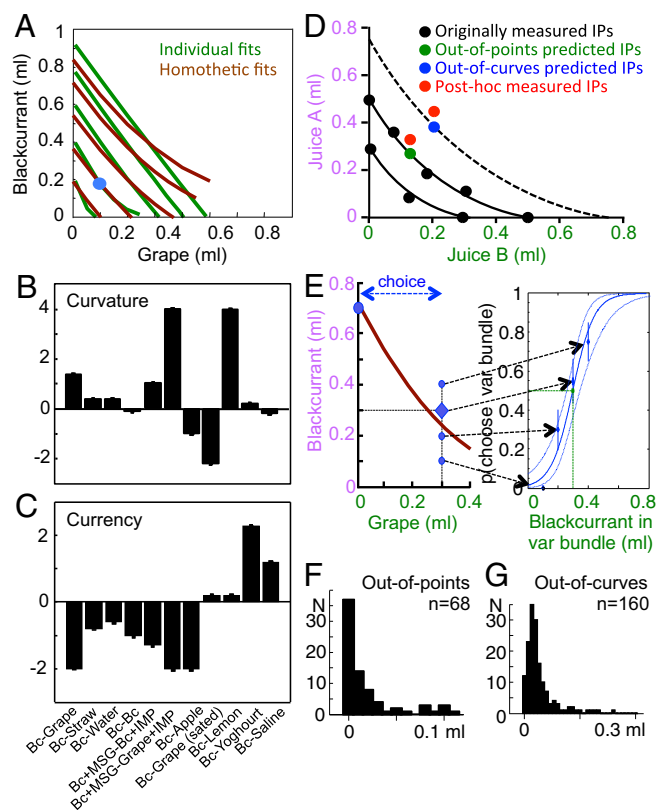 A
Individual fits
Homothetic fits
Blackcurrant (ml)
1
0.8
0.6
0.4
0.2
0
0 0.2 0.4 0.6 0.8
Grape (ml)
B
Curvature
4
2
0
-2
C
Currency
2
0
-2
Bc-Grape
Bc-Straw
Bc-Water
Bc-Bc
Bc+MSG-Bc+IMP
Bc+MSG-Grape+IMP
Bc-Apple
Bc-Grape (sated)
Bc-Lemon
Bc-Yoghourt
Bc-Saline
D
Originally measured IPs
Out-of-points predicted IPs
Out-of-curves predicted IPs
Post-hoc measured IPs
Juice A (ml)
0.8
0.6
0.4
0.2
0
0 0.2 0.4 0.6 0.8
Juice B (ml)
E
choice
Blackcurrant (ml)
0.8
0.6
0.4
0.2
0
0 0.2 0.4
Grape (ml)
p(choose var bundle)
1
0.8
0.6
0.4
0.2
0
0 0.4 0.8
Blackcurrant in
var bundle (ml)
F
Out-of-points
n=68
N
30
20
10
0
0 0.1 ml
G
Out-of-curves
n=160
N
30
20
10
0
0 0.3 ml